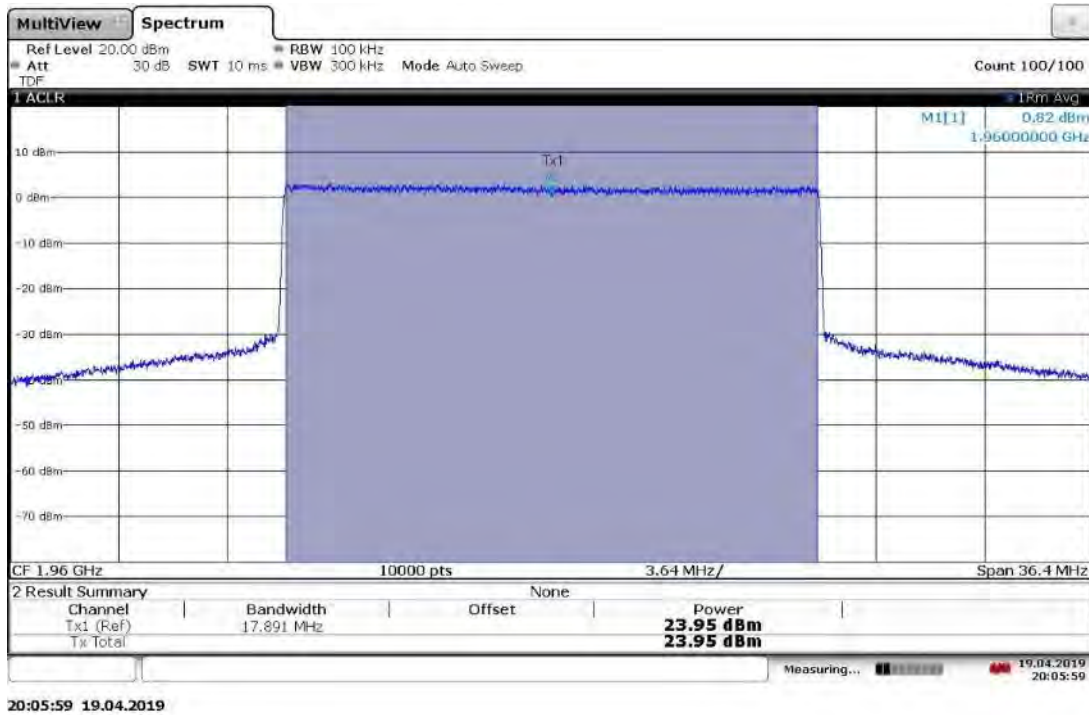 MultiView Spectrum
Ref Level 20.00 dBm RBW 100 kHz
Att 30 dB SWT 10 ms VBW 300 kHz Mode Auto Sweep Count 100/100
TDF
1 ACLR 1Rm Avg
M1[1] 0.82 dBm
1.96000000 GHz
10 dBm
Tx1
0 dBm
-10 dBm
-20 dBm
-30 dBm
-50 dBm
-60 dBm
-70 dBm
CF 1.96 GHz 10000 pts 3.64 MHz/ Span 36.4 MHz
2 Result Summary None
Channel Bandwidth Offset Power
Tx1 (Ref) 17.891 MHz 23.95 dBm
Tx Total 23.95 dBm
Measuring... 19.04.2019
20:05:59
20:05:59 19.04.2019